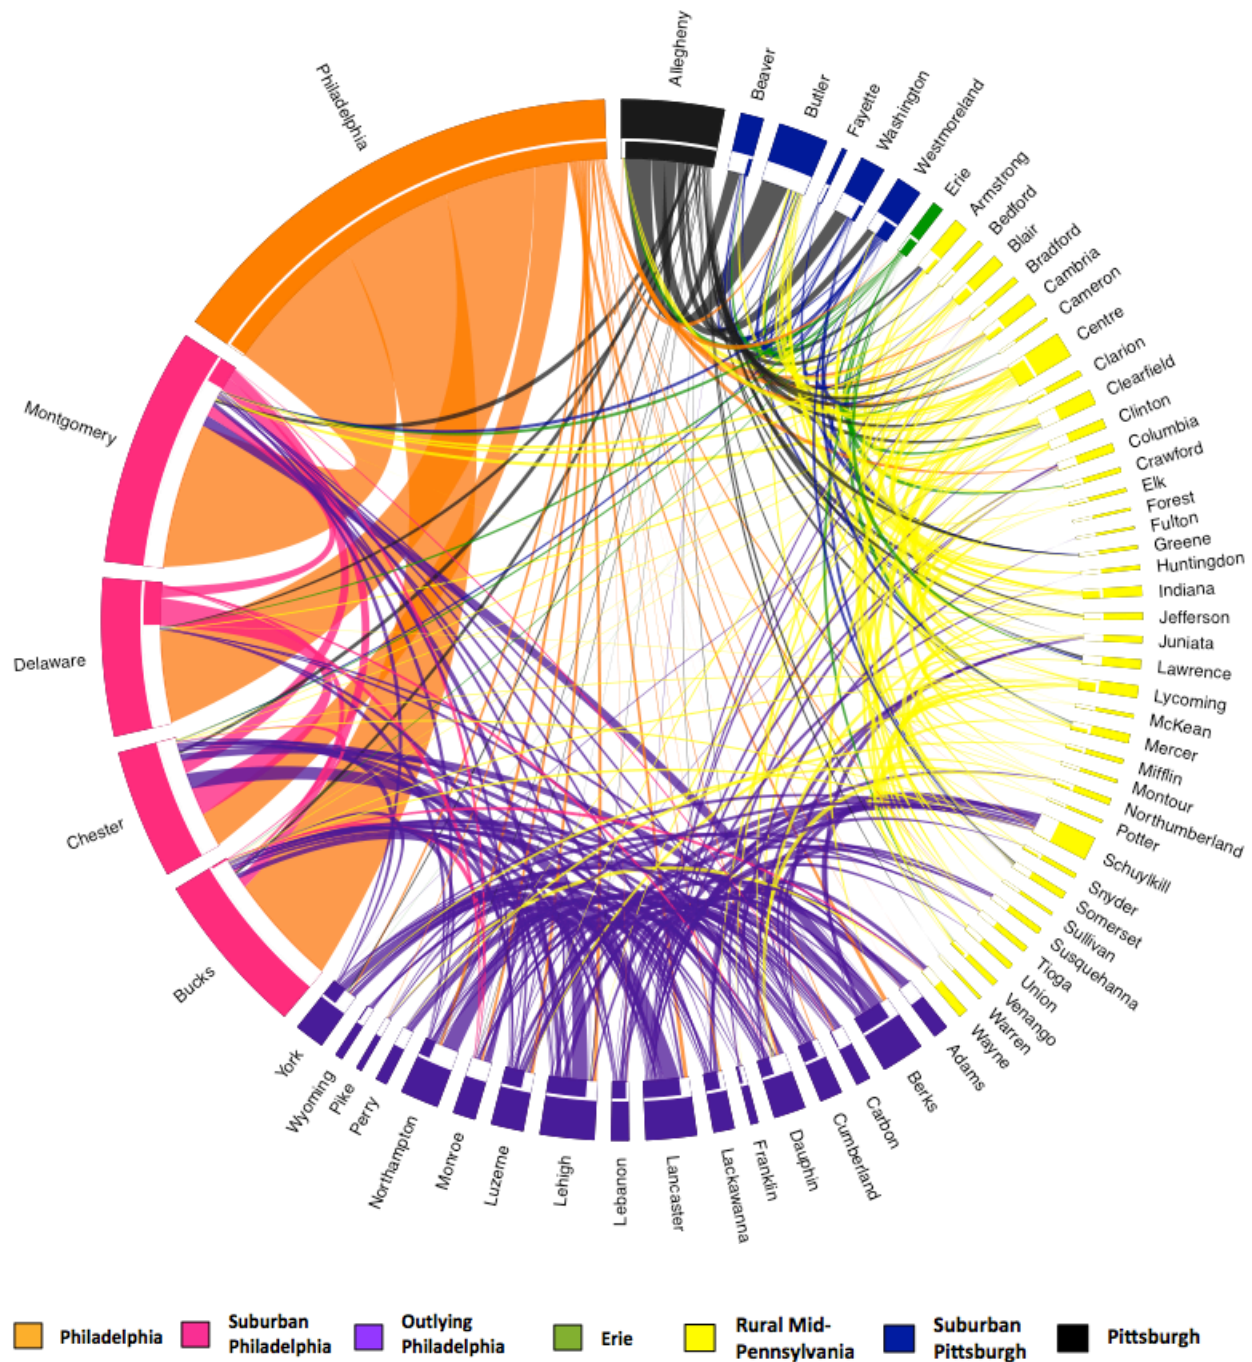 Philadelphia
Allegheny
Beaver
Butler
Fayette
Washington
Westmoreland
Erie
Armstrong
Bedford
Blair
Bradford
Cambria
Cameron
Centre
Clarion
Clearfield
Clinton
Columbia
Crawford
Elk
Forest
Fulton
Greene
Huntingdon
Indiana
Jefferson
Juniata
Lawrence
Lycoming
McKean
Mercer
Mifflin
Montour
Northumberland
Potter
Schuylkill
Snyder
Somerset
Sullivan
Susquehanna
Tioga
Union
Venango
Warren
Wayne
Adams
Berks
Carbon
Cumberland
Dauphin
Franklin
Lackawanna
Lancaster
Lebanon
Lehigh
Luzerne
Monroe
Northampton
Perry
Pike
Wyoming
York
Bucks
Chester
Delaware
Montgomery
Philadelphia
Suburban
Philadelphia
Outlying
Philadelphia
Erie
Rural Mid-
Pennsylvania
Suburban
Pittsburgh
Pittsburgh